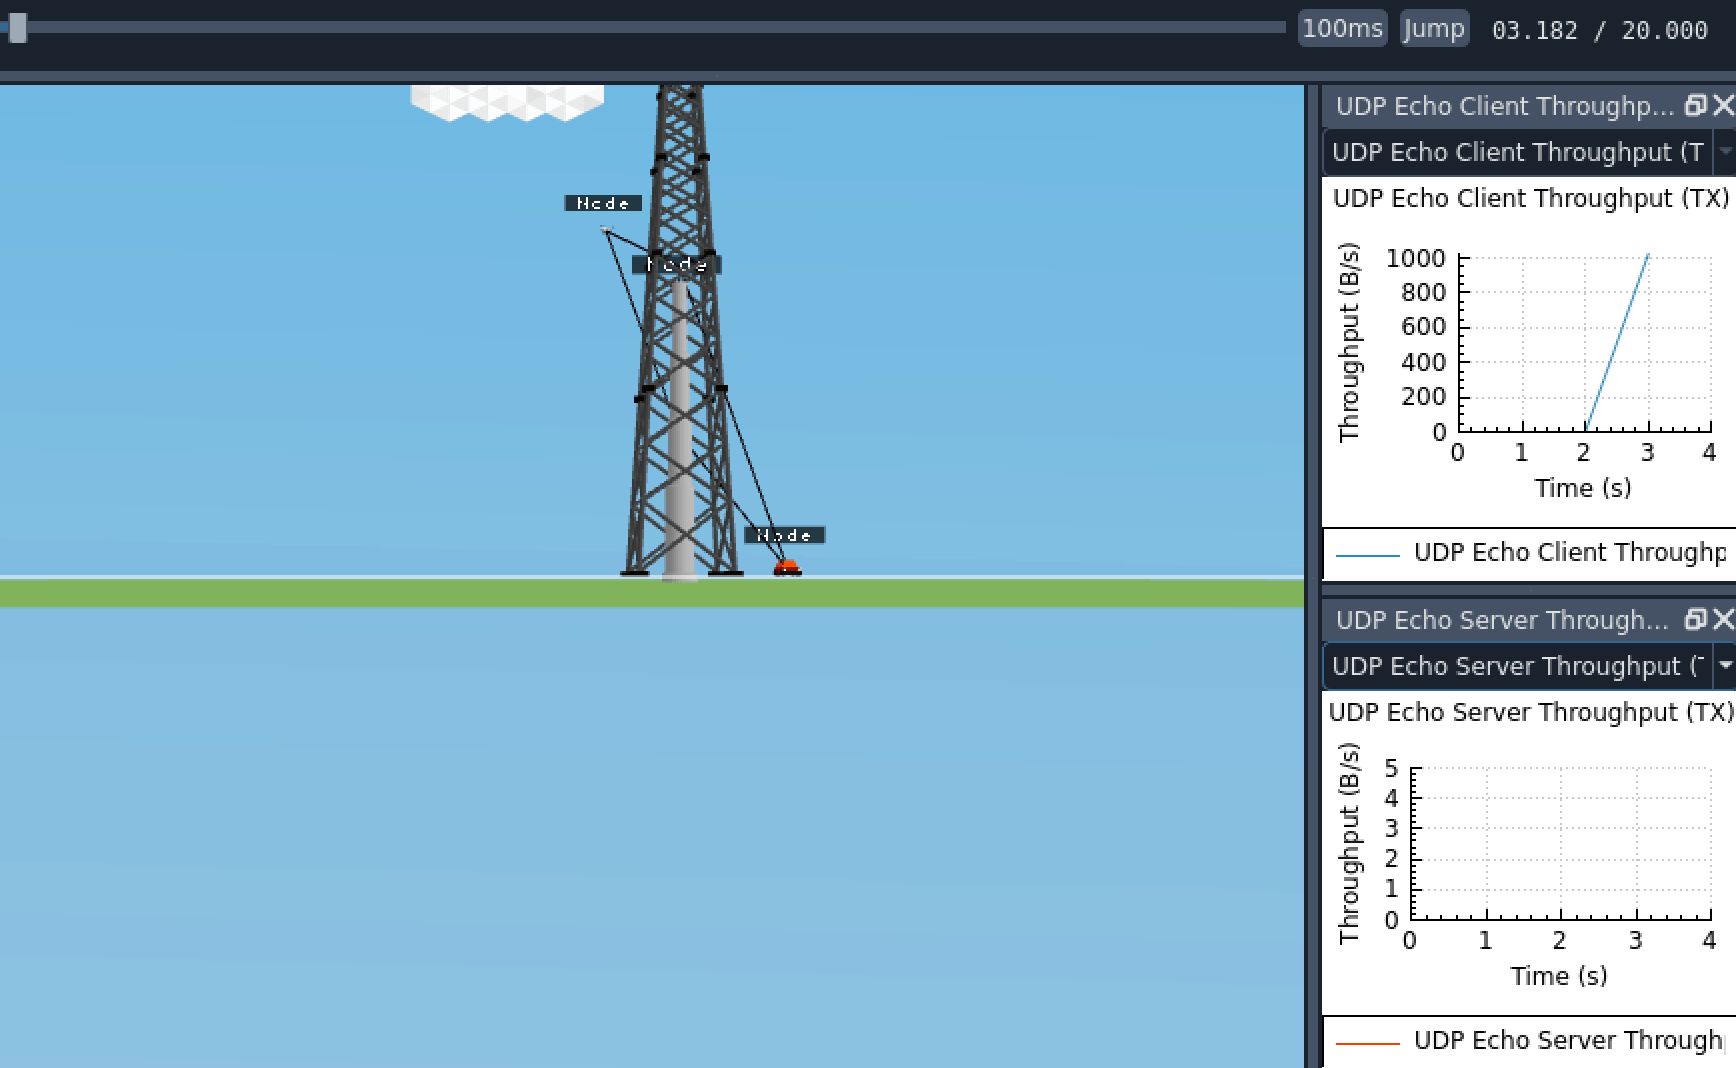 100ms Jump 03.182 / 20.000
UDP Echo Client Throughp...
UDP Echo Client Throughput (T
UDP Echo Client Throughput (TX)
Throughput (B/s)
1000
800
600
400
200
0
0 1 2 3 4
Time (s)
UDP Echo Client Throughp
UDP Echo Server Through...
UDP Echo Server Throughput (
UDP Echo Server Throughput (TX)
Throughput (B/s)
5
4
3
2
1
0
0 1 2 3 4
Time (s)
UDP Echo Server Through
Node
Node
Node